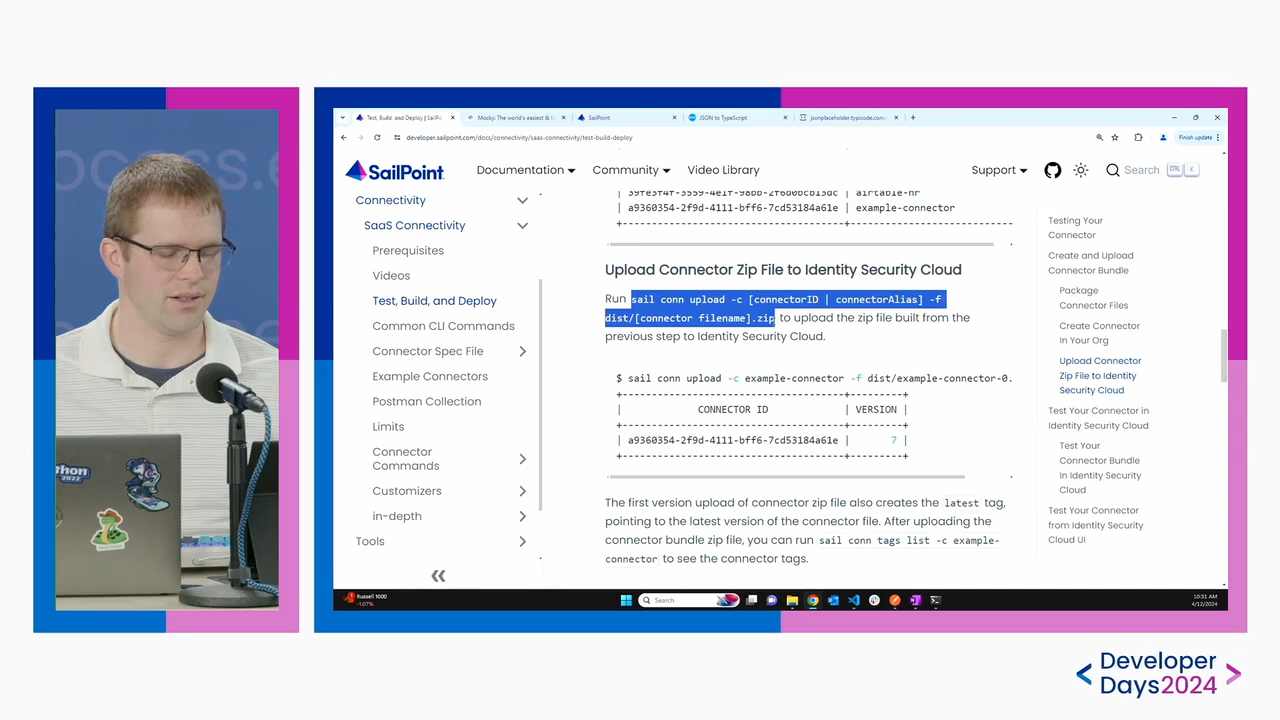 Test, Build, and Deploy | SailPo
Mocky: The world's easiest & f
SailPoint
JSON to TypeScript
jsonplaceholder.typicode.com/
developer.sailpoint.com/docs/connectivity/saas-connectivity/test-build-deploy
Finish update
SailPoint
Documentation
Community
Video Library
Support
Search
CTRL
K
Connectivity
SaaS Connectivity
Prerequisites
Videos
Test, Build, and Deploy
Common CLI Commands
Connector Spec File
Example Connectors
Postman Collection
Limits
Connector
Commands
Customizers
in-depth
Tools
| a9360354-2f9d-4111-bff6-7cd53184a61e | example-connector
+---------------------------------------+----------------------
Upload Connector Zip File to Identity Security Cloud
Run sail conn upload -c [connectorID | connectorAlias] -f
dist/[connector filename].zip to upload the zip file built from the
previous step to Identity Security Cloud.
$ sail conn upload -c example-connector -f dist/example-connector-0.
+---------------------------------------+---------+
| CONNECTOR ID | VERSION |
+---------------------------------------+---------+
| a9360354-2f9d-4111-bff6-7cd53184a61e | 7 |
+---------------------------------------+---------+
The first version upload of connector zip file also creates the latest tag,
pointing to the latest version of the connector file. After uploading the
connector bundle zip file, you can run sail conn tags list -c example-
connector to see the connector tags.
Testing Your
Connector
Create and Upload
Connector Bundle
Package
Connector Files
Create Connector
In Your Org
Upload Connector
Zip File to Identity
Security Cloud
Test Your Connector in
Identity Security Cloud
Test Your
Connector Bundle
in Identity Security
Cloud
Test Your Connector
from Identity Security
Cloud UI
Russell 1000
-1.07%
Search
10:31 AM
4/12/2024
python
2022
Developer
Days2024